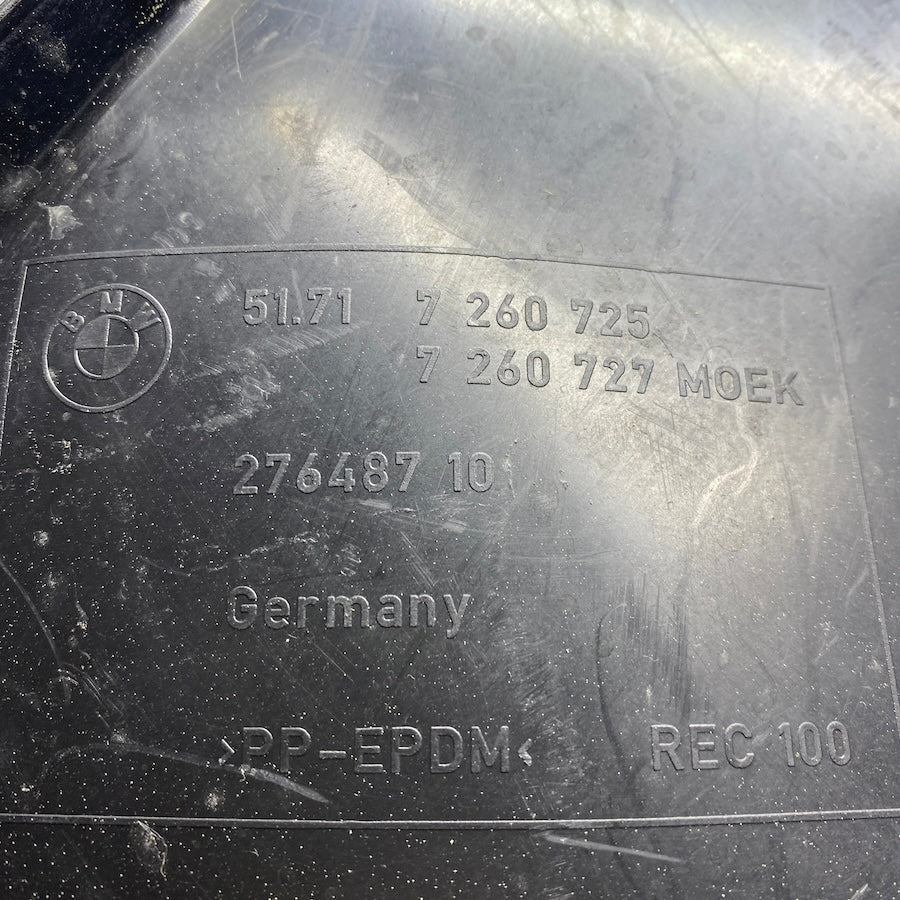 BMW
51.71 7 260 725
7 260 727 MOEK
276487 10
Germany
>PP-EPDM<
REC 100